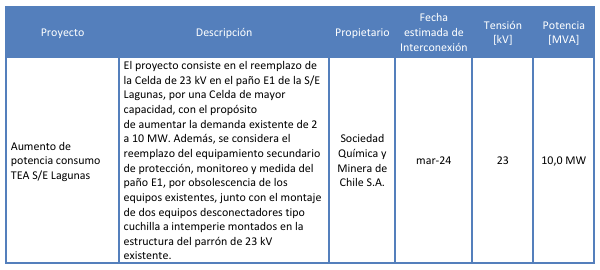 Proyecto
Descripción
Propietario
Fecha
estimada de
Interconexión
Tensión
[kV]
Potencia
[MVA]
Aumento de
potencia consumo
TEA S/E Lagunas
El proyecto consiste en el reemplazo de
la Celda de 23 kV en el paño E1 de la S/E
Lagunas, por una Celda de mayor
capacidad, con el propósito
de aumentar la demanda existente de 2
a 10 MW. Además, se considera el
reemplazo del equipamiento secundario
de protección, monitoreo y medida del
paño E1, por obsolescencia de los
equipos existentes, junto con el montaje
de dos equipos desconectadores tipo
cuchilla a intemperie montados en la
estructura del parrón de 23 kV
existente.
Sociedad
Química y
Minera de
Chile S.A.
mar-24
23
10,0 MW